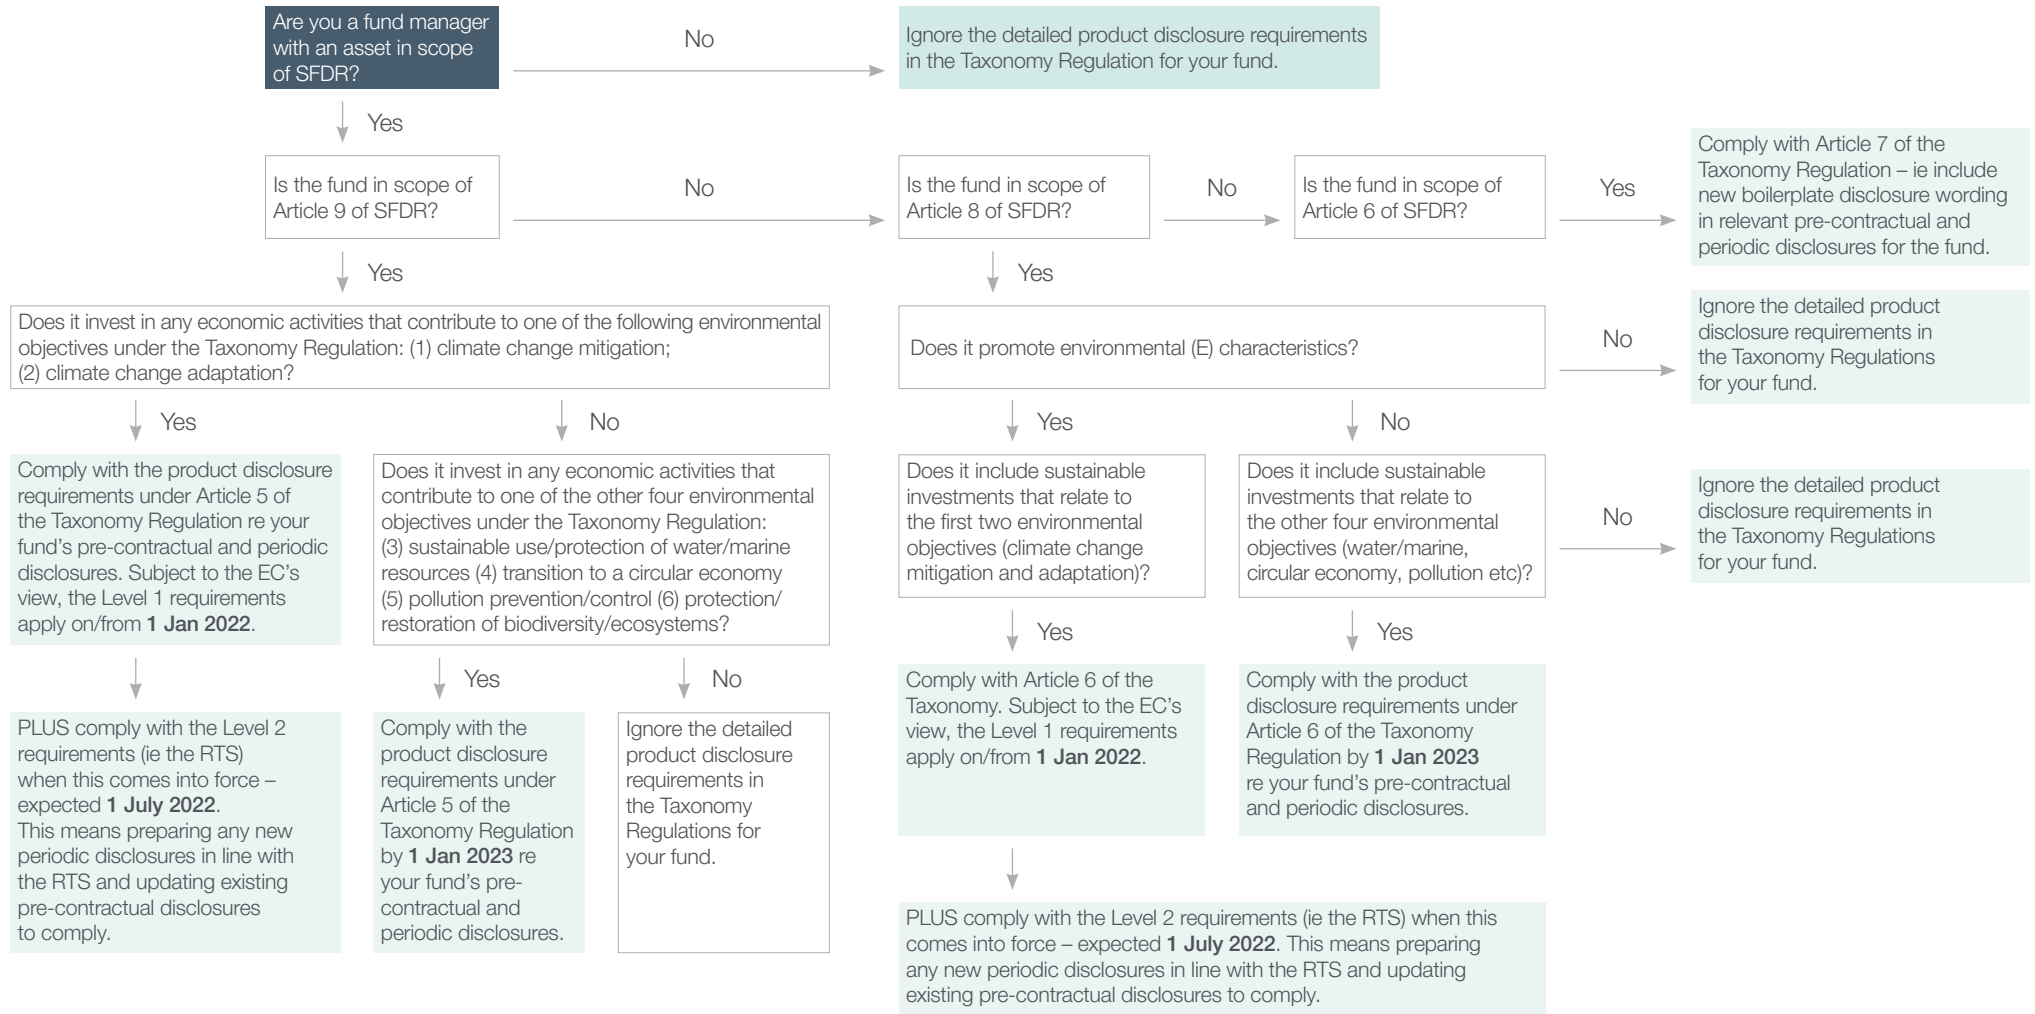 Are you a fund manager
with an asset in scope
of SFDR?
No
Ignore the detailed product disclosure requirements
in the Taxonomy Regulation for your fund.
Yes
Is the fund in scope of
Article 9 of SFDR?
No
Is the fund in scope of
Article 8 of SFDR?
No
Is the fund in scope of
Article 6 of SFDR?
Yes
Comply with Article 7 of the
Taxonomy Regulation – ie include
new boilerplate disclosure wording
in relevant pre-contractual and
periodic disclosures for the fund.
Yes
Yes
Does it invest in any economic activities that contribute to one of the following environmental
objectives under the Taxonomy Regulation: (1) climate change mitigation;
(2) climate change adaptation?
Does it promote environmental (E) characteristics?
No
Ignore the detailed product
disclosure requirements in
the Taxonomy Regulations
for your fund.
Yes
No
Yes
No
Comply with the product disclosure
requirements under Article 5 of
the Taxonomy Regulation re your
fund's pre-contractual and periodic
disclosures. Subject to the EC's
view, the Level 1 requirements
apply on/from 1 Jan 2022.
Does it invest in any economic activities that
contribute to one of the other four environmental
objectives under the Taxonomy Regulation:
(3) sustainable use/protection of water/marine
resources (4) transition to a circular economy
(5) pollution prevention/control (6) protection/
restoration of biodiversity/ecosystems?
Does it include sustainable
investments that relate to
the first two environmental
objectives (climate change
mitigation and adaptation)?
Does it include sustainable
investments that relate to
the other four environmental
objectives (water/marine,
circular economy, pollution etc)?
No
Ignore the detailed product
disclosure requirements in
the Taxonomy Regulations
for your fund.
Yes
No
Yes
Yes
PLUS comply with the Level 2
requirements (ie the RTS)
when this comes into force –
expected 1 July 2022.
This means preparing any new
periodic disclosures in line with
the RTS and updating existing
pre-contractual disclosures
to comply.
Comply with the
product disclosure
requirements under
Article 5 of the
Taxonomy Regulation
by 1 Jan 2023 re
your fund's pre-
contractual and
periodic disclosures.
Ignore the detailed
product disclosure
requirements in
the Taxonomy
Regulations for
your fund.
Comply with Article 6 of the
Taxonomy. Subject to the EC's
view, the Level 1 requirements
apply on/from 1 Jan 2022.
Comply with the product
disclosure requirements under
Article 6 of the Taxonomy
Regulation by 1 Jan 2023
re your fund's pre-contractual
and periodic disclosures.
PLUS comply with the Level 2 requirements (ie the RTS) when this
comes into force – expected 1 July 2022. This means preparing
any new periodic disclosures in line with the RTS and updating
existing pre-contractual disclosures to comply.